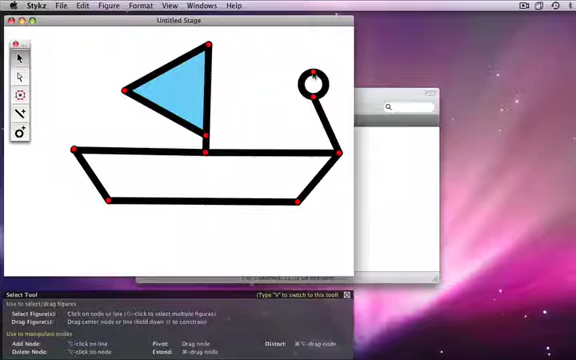 Stykz File Edit Figure Format View Windows Help
Untitled Stage
Select Tool (Type 'V' to switch to this tool)
Use to select/drag figures
Select Figure(s): Click on node or line (⇧-click to select multiple figures)
Drag Figure(s): Drag center node or line (hold down ⇧ to constrain)
Use to manipulate nodes
Add Node: ⌥-click on line Pivot: Drag node Distort: ⌘⌥-drag node
Delete Node: ⌥-click on node Extend: ⌘-drag node